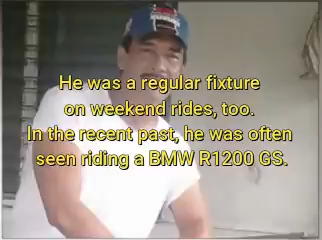 He was a regular fixture
on weekend rides, too.
In the recent past, he was often
seen riding a BMW R1200 GS.